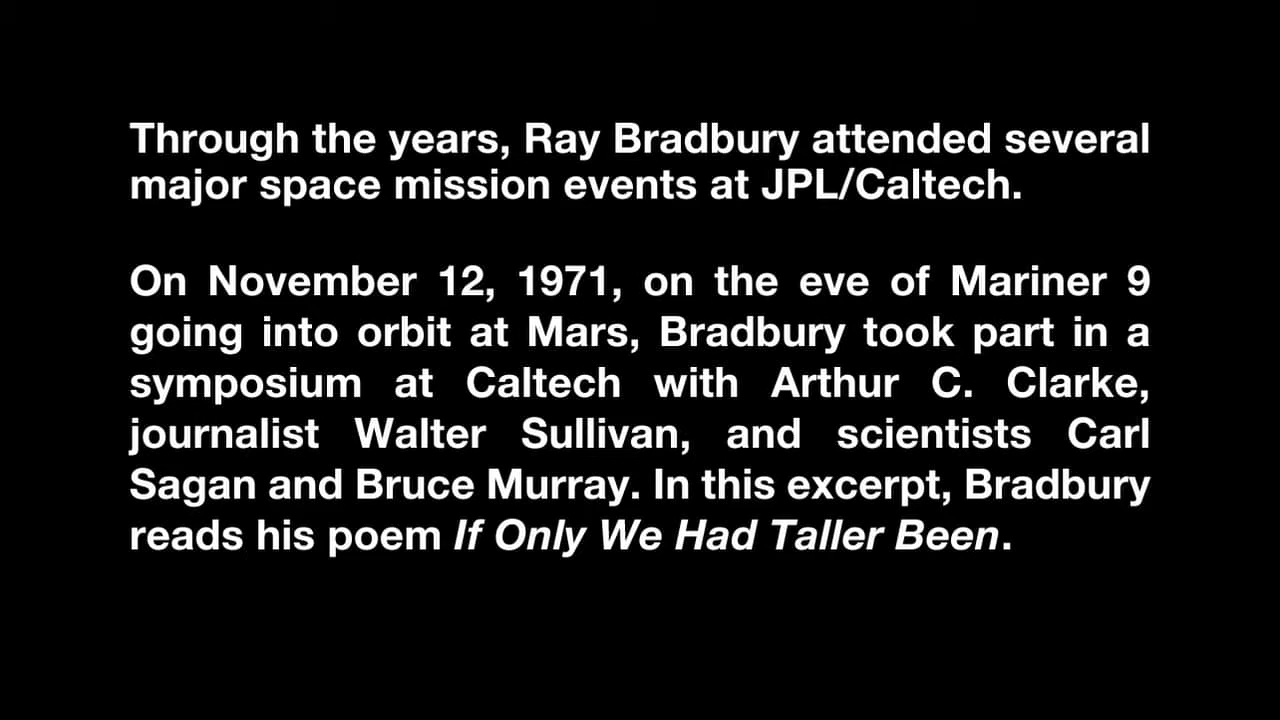 Through the years, Ray Bradbury attended several
major space mission events at JPL/Caltech.
On November 12, 1971, on the eve of Mariner 9
going into orbit at Mars, Bradbury took part in a
symposium at Caltech with Arthur C. Clarke,
journalist Walter Sullivan, and scientists Carl
Sagan and Bruce Murray. In this excerpt, Bradbury
reads his poem If Only We Had Taller Been.